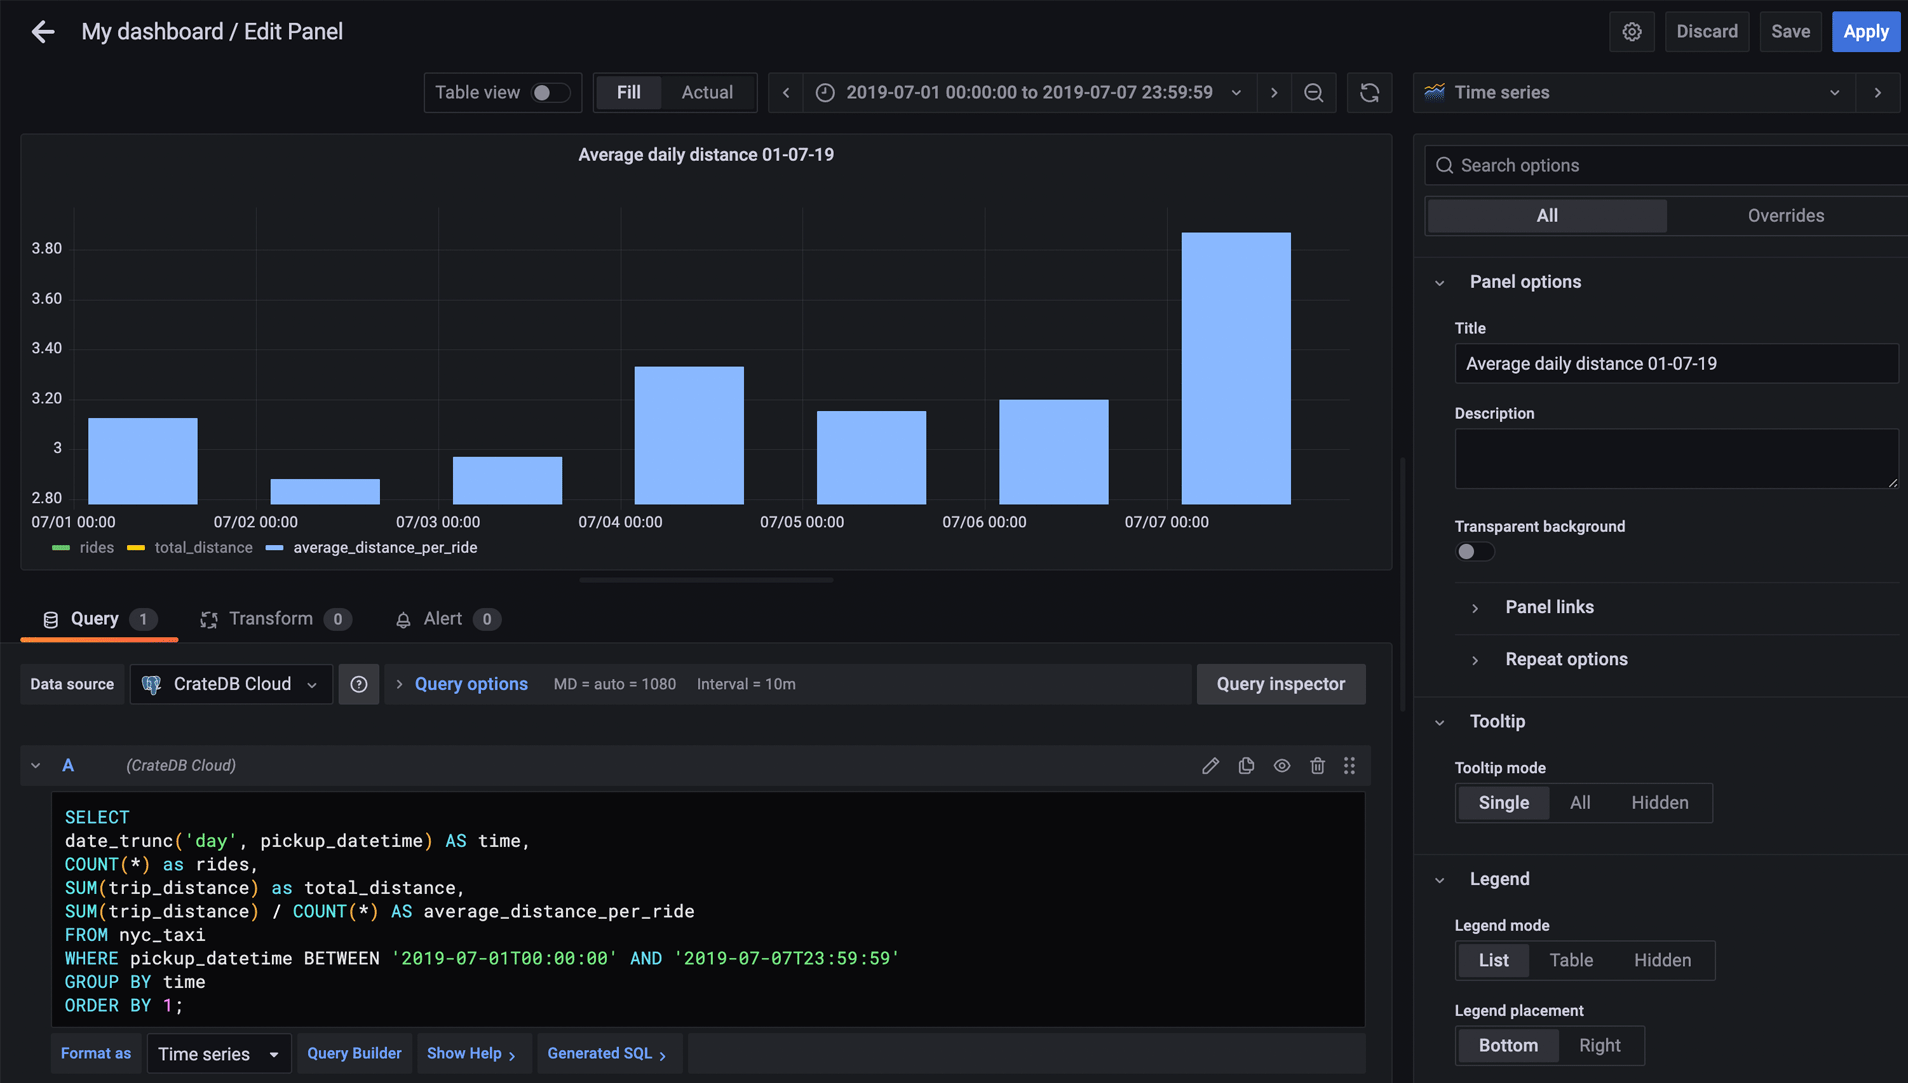 My dashboard / Edit Panel
Discard
Save
Apply
Table view
Fill
Actual
2019-07-01 00:00:00 to 2019-07-07 23:59:59
Time series
Average daily distance 01-07-19
3.80
3.60
3.40
3.20
3
2.80
07/01 00:00
07/02 00:00
07/03 00:00
07/04 00:00
07/05 00:00
07/06 00:00
07/07 00:00
rides
total_distance
average_distance_per_ride
Query 1
Transform 0
Alert 0
Data source
CrateDB Cloud
Query options
MD = auto = 1080
Interval = 10m
Query inspector
A
(CrateDB Cloud)
SELECT
date_trunc('day', pickup_datetime) AS time,
COUNT(*) as rides,
SUM(trip_distance) as total_distance,
SUM(trip_distance) / COUNT(*) AS average_distance_per_ride
FROM nyc_taxi
WHERE pickup_datetime BETWEEN '2019-07-01T00:00:00' AND '2019-07-07T23:59:59'
GROUP BY time
ORDER BY 1;
Format as
Time series
Query Builder
Show Help
Generated SQL
Search options
All
Overrides
Panel options
Title
Average daily distance 01-07-19
Description
Transparent background
Panel links
Repeat options
Tooltip
Tooltip mode
Single
All
Hidden
Legend
Legend mode
List
Table
Hidden
Legend placement
Bottom
Right